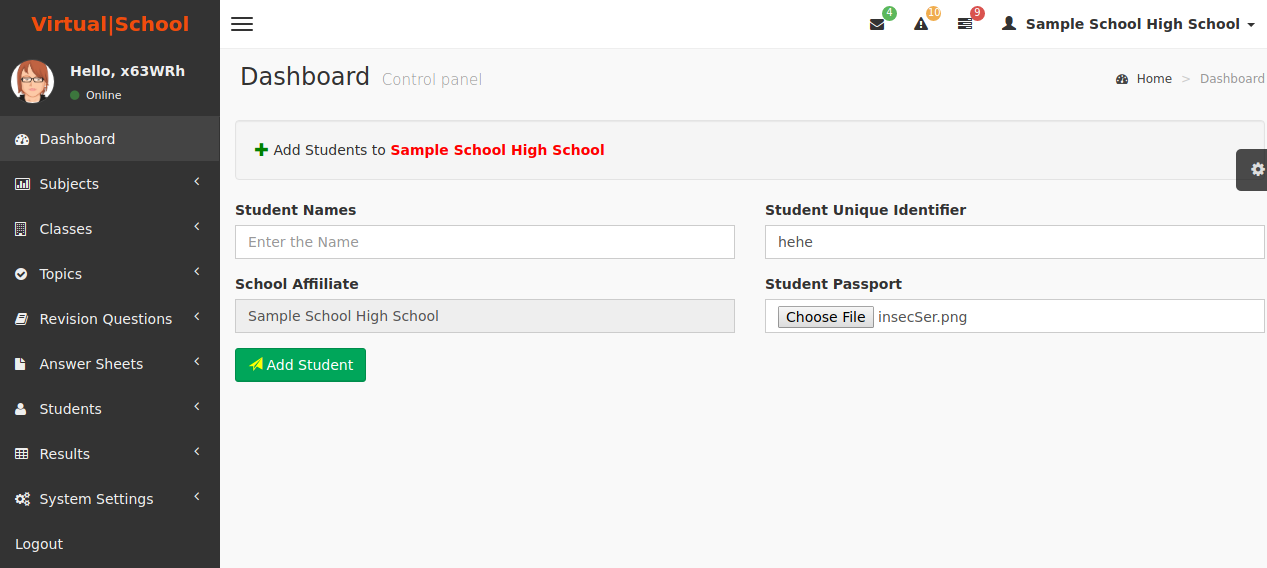 Virtual|School
4
10
9
Sample School High School
Hello, x63WRh
Online
Dashboard Control panel
Home > Dashboard
Dashboard
Subjects
Classes
Topics
Revision Questions
Answer Sheets
Students
Results
System Settings
Logout
Add Students to Sample School High School
Student Names
Student Unique Identifier
Enter the Name
hehe
School Affiiliate
Student Passport
Sample School High School
Choose File insecSer.png
Add Student